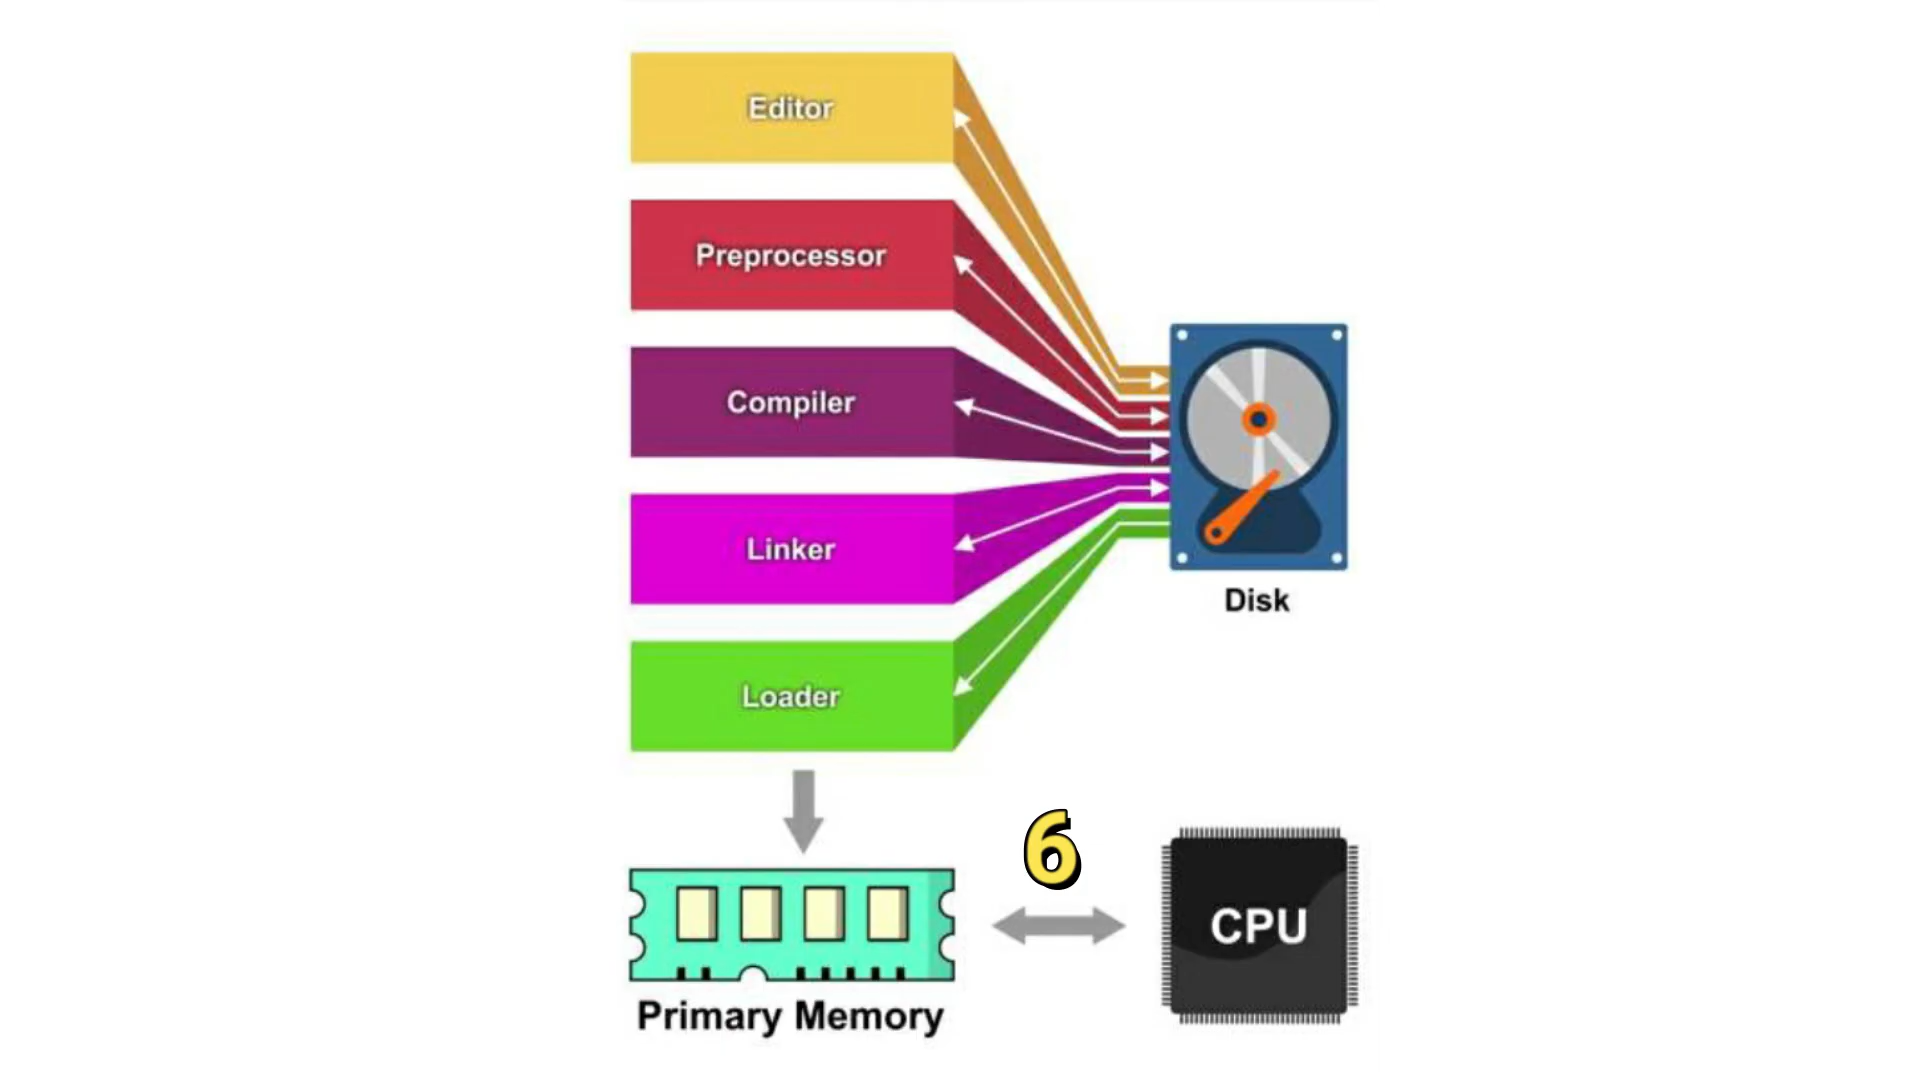 Editor
Preprocessor
Compiler
Linker
Loader
Disk
6
CPU
Primary Memory